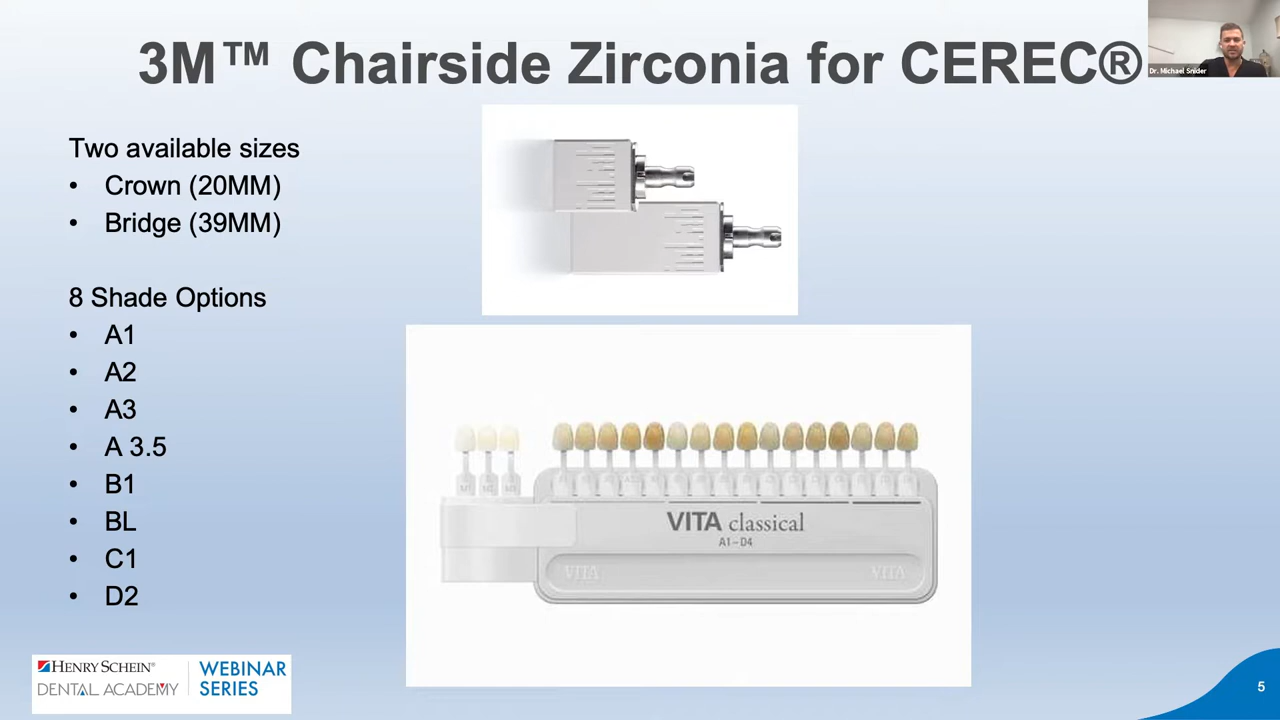 3M™ Chairside Zirconia for CEREC®
Dr. Michael Snider
Two available sizes
• Crown (20MM)
• Bridge (39MM)
8 Shade Options
• A1
• A2
• A3
• A 3.5
• B1
• BL
• C1
• D2
VITA classical
A1–D4
VITA VITA
HENRY SCHEIN®
DENTAL ACADEMY
WEBINAR
SERIES
5